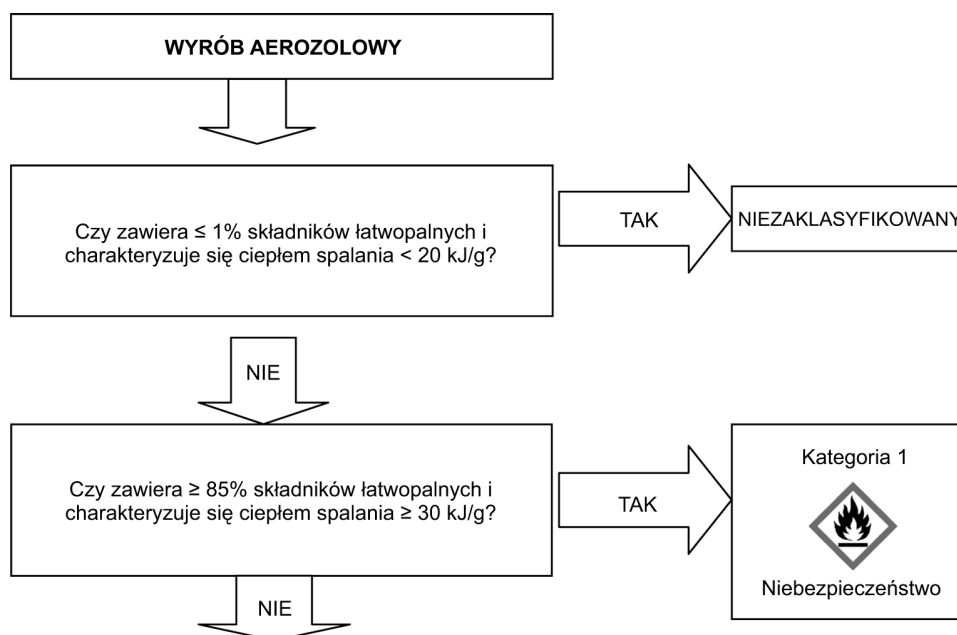 WYRÓB AEROZOLOWY
Czy zawiera ≤ 1% składników łatwopalnych i
charakteryzuje się ciepłem spalania < 20 kJ/g?
TAK
NIEZAKLASYFIKOWANY
NIE
Czy zawiera ≥ 85% składników łatwopalnych i
charakteryzuje się ciepłem spalania ≥ 30 kJ/g?
TAK
Kategoria 1
Niebezpieczeństwo
NIE